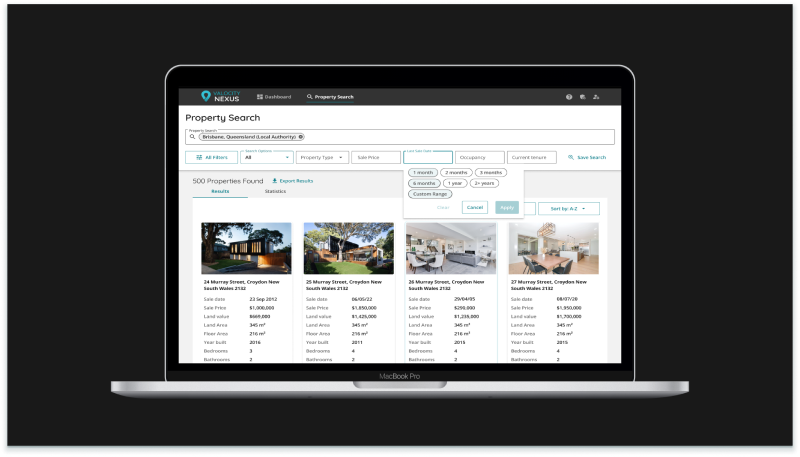 VELOCITY
NEXUS
Dashboard
Property Search
Property Search
Property Search
Brisbane, Queensland (Local Authority)
All Filters
Search Options
All
Property Type
Sale Price
Last Sale Date
Occupancy
Current tenure
Save Search
1 month
2 months
3 months
6 months
1 year
2+ years
Custom Range
Clear
Cancel
Apply
500 Properties Found
Export Results
Results
Statistics
Sort by: A-Z
24 Murray Street, Croydon New
South Wales 2132
Sale date 22 Sep 2012
Sale Price $1,000,000
Land value $669,000
Land Area 345 m²
Floor Area 216 m²
Year built 2016
Bedrooms 3
Bathrooms 2
25 Murray Street, Croydon New
South Wales 2132
Sale date 06/05/22
Sale Price $1,850,000
Land value $1,425,000
Land Area 345 m²
Floor Area 216 m²
Year built 2011
Bedrooms 4
Bathrooms 2
26 Murray Street, Croydon New
South Wales 2132
Sale date 29/04/05
Sale Price $250,000
Land value $1,235,000
Land Area 345 m²
Floor Area 216 m²
Year built 2015
Bedrooms 4
Bathrooms 2
27 Murray Street, Croydon New
South Wales 2132
Sale date 08/07/20
Sale Price $1,950,000
Land value $1,700,000
Land Area 345 m²
Floor Area 216 m²
Year built 2015
Bedrooms 4
Bathrooms 2
MacBook Pro